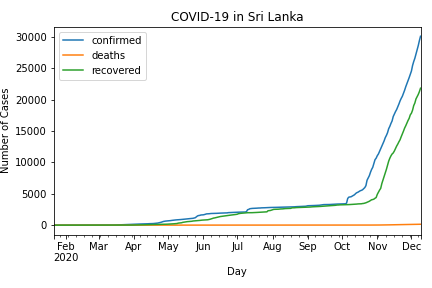 COVID-19 in Sri Lanka
confirmed
deaths
recovered
Number of Cases
30000
25000
20000
15000
10000
5000
0
Feb Mar Apr May Jun Jul Aug Sep Oct Nov Dec
2020
Day